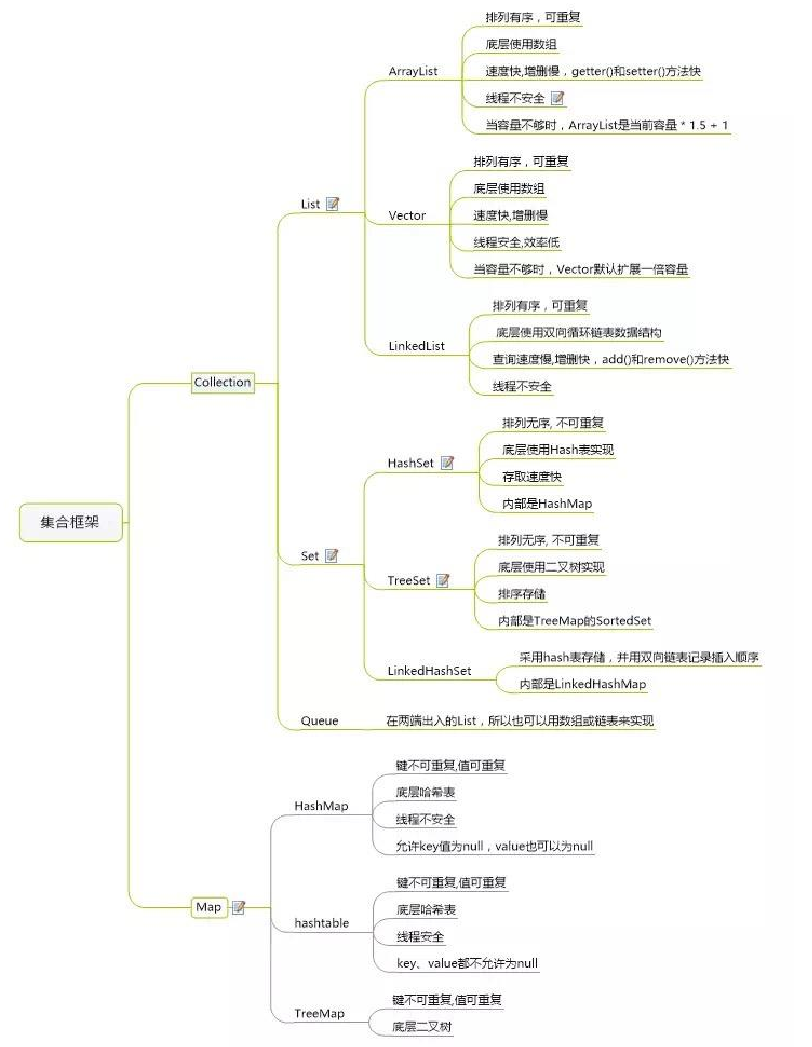 集合框架
Collection
List
ArrayList
排列有序，可重复
底层使用数组
速度快,增删慢，getter()和setter()方法快
线程不安全
当容量不够时，ArrayList是当前容量 * 1.5 + 1
Vector
排列有序，可重复
底层使用数组
速度快,增删慢
线程安全,效率低
当容量不够时，Vector默认扩展一倍容量
LinkedList
排列有序，可重复
底层使用双向循环链表数据结构
查询速度慢,增删快，add()和remove()方法快
线程不安全
Set
HashSet
排列无序, 不可重复
底层使用Hash表实现
存取速度快
内部是HashMap
TreeSet
排列无序, 不可重复
底层使用二叉树实现
排序存储
内部是TreeMap的SortedSet
LinkedHashSet
采用hash表存储，并用双向链表记录插入顺序
内部是LinkedHashMap
Queue
在两端出入的List，所以也可以用数组或链表来实现
Map
HashMap
键不可重复,值可重复
底层哈希表
线程不安全
允许key值为null，value也可以为null
hashtable
键不可重复,值可重复
底层哈希表
线程安全
key、value都不允许为null
TreeMap
键不可重复,值可重复
底层二叉树